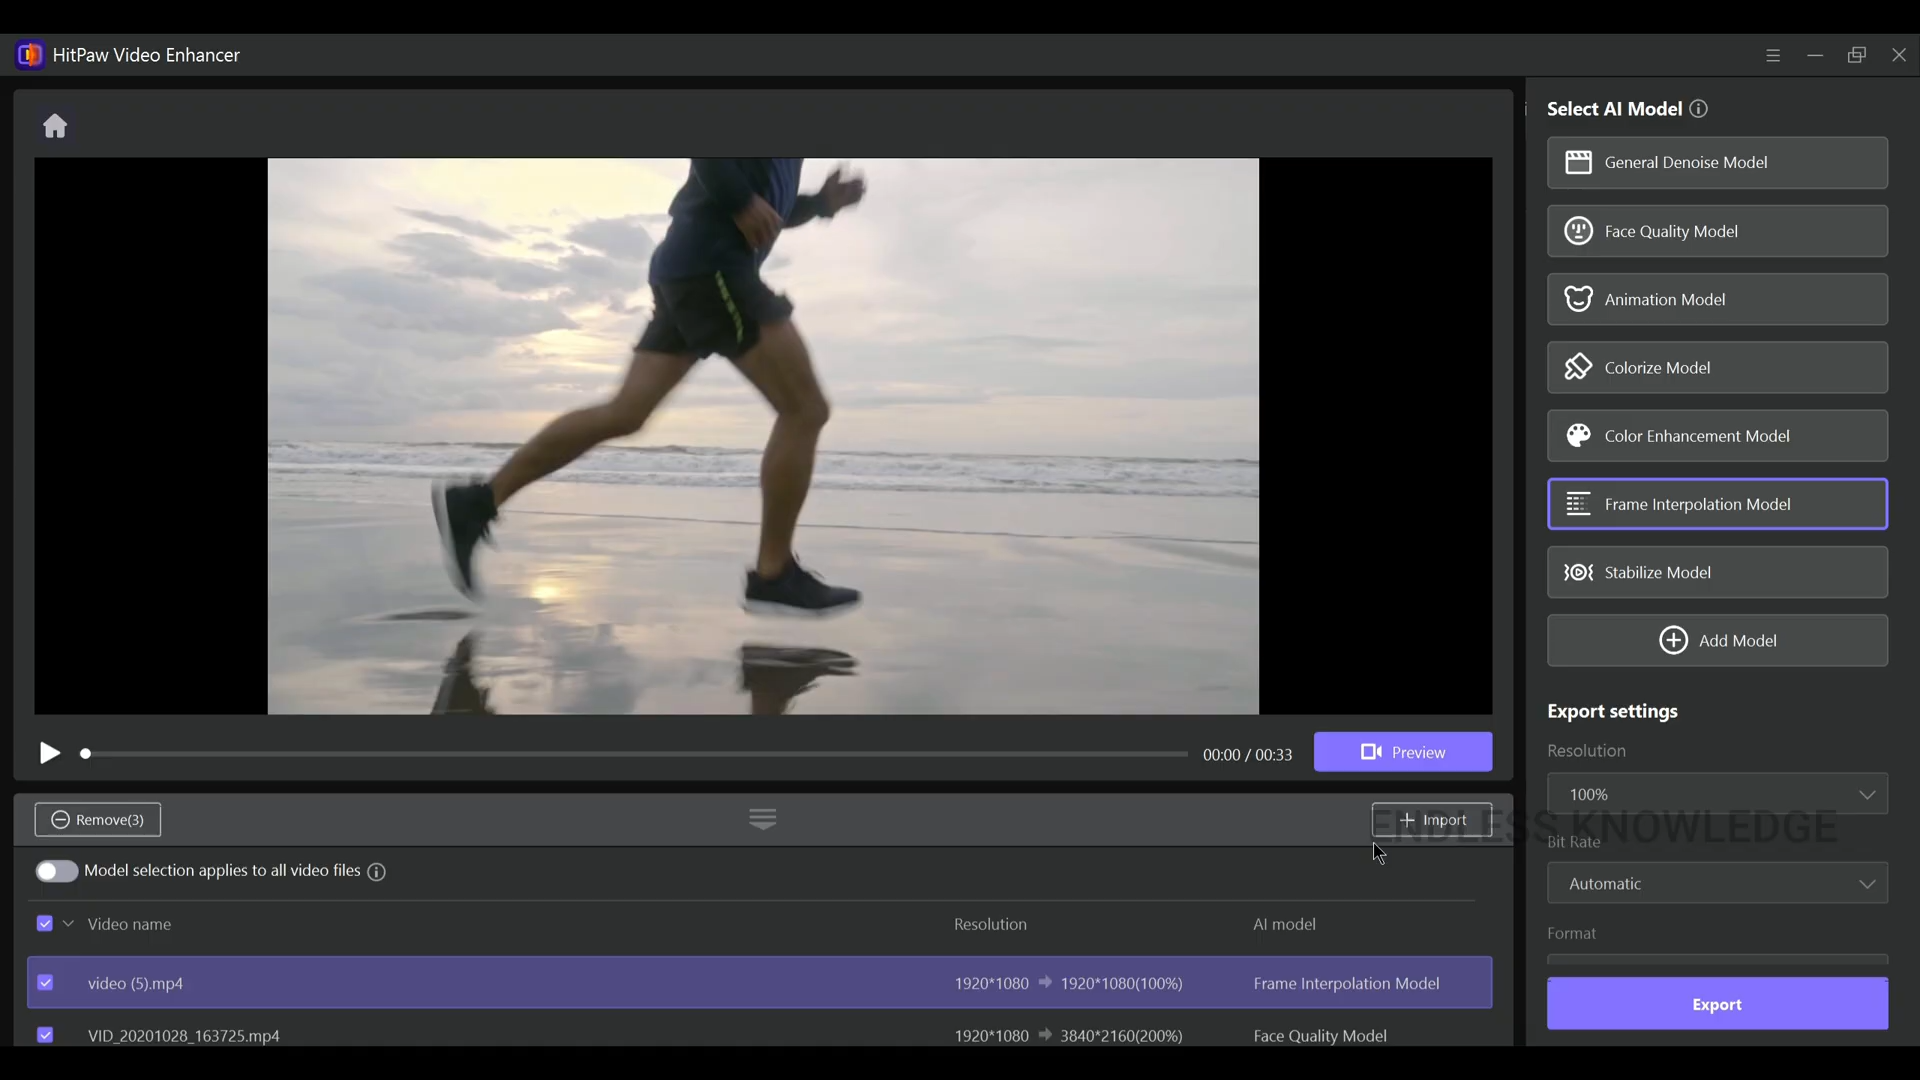 HitPaw Video Enhancer
Select AI Model
General Denoise Model
Face Quality Model
Animation Model
Colorize Model
Color Enhancement Model
Frame Interpolation Model
Stabilize Model
Add Model
Export settings
Resolution
100%
Bit Rate
Automatic
Format
Export
00:00 / 00:33
Preview
Remove(3)
Import
ENDLESS KNOWLEDGE
Model selection applies to all video files
Video name Resolution AI model
video (5).mp4 1920*1080 1920*1080(100%) Frame Interpolation Model
VID_20201028_163725.mp4 1920*1080 3840*2160(200%) Face Quality Model